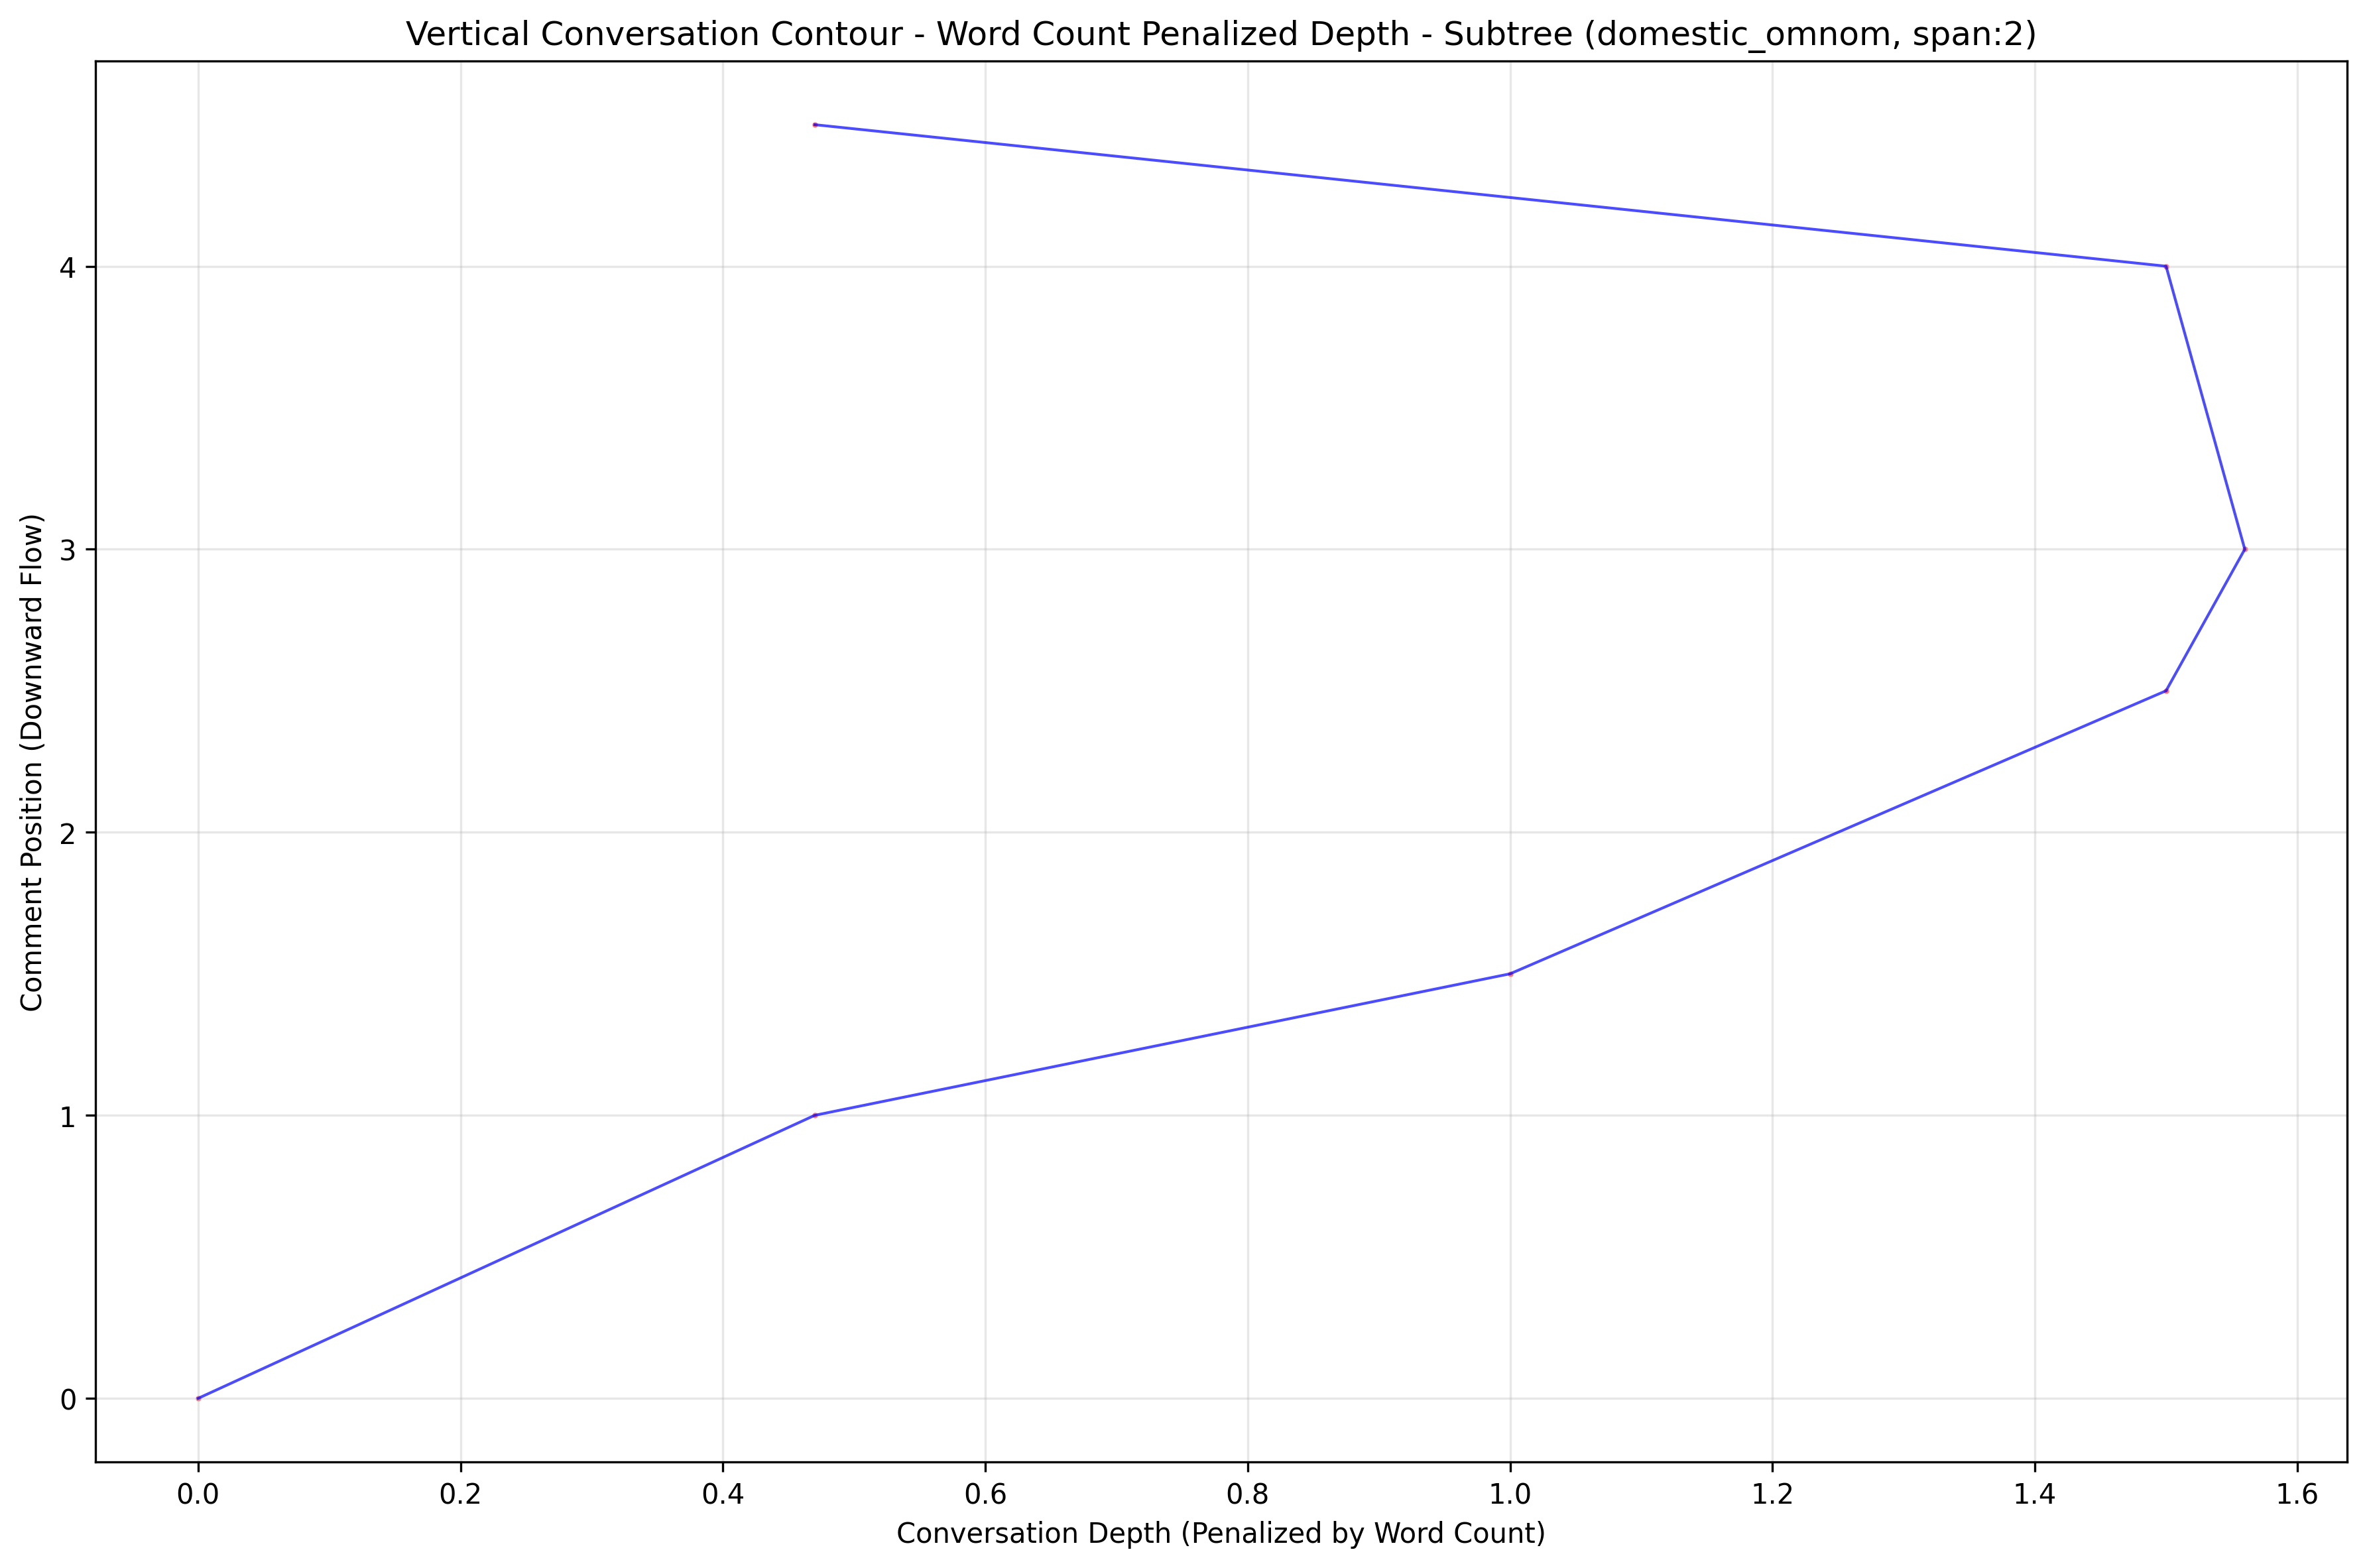 Vertical Conversation Contour - Word Count Penalized Depth - Subtree (domestic_omnom, span:2)
Comment Position (Downward Flow)
4
3
2
1
0
0.0 0.2 0.4 0.6 0.8 1.0 1.2 1.4 1.6
Conversation Depth (Penalized by Word Count)